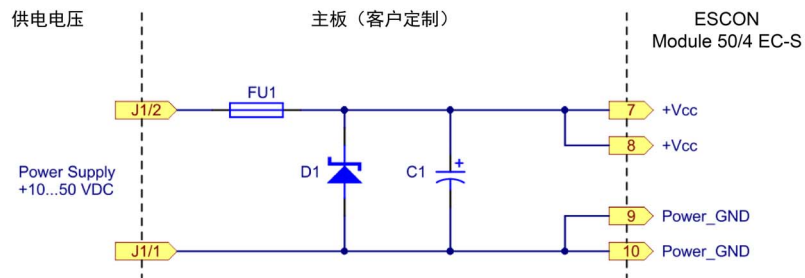 供电电压
主板（客户定制）
ESCON
Module 50/4 EC-S
FU1
J1/2
7
+Vcc
8
+Vcc
Power Supply
+10...50 VDC
D1
C1
+
9
Power_GND
J1/1
10
Power_GND